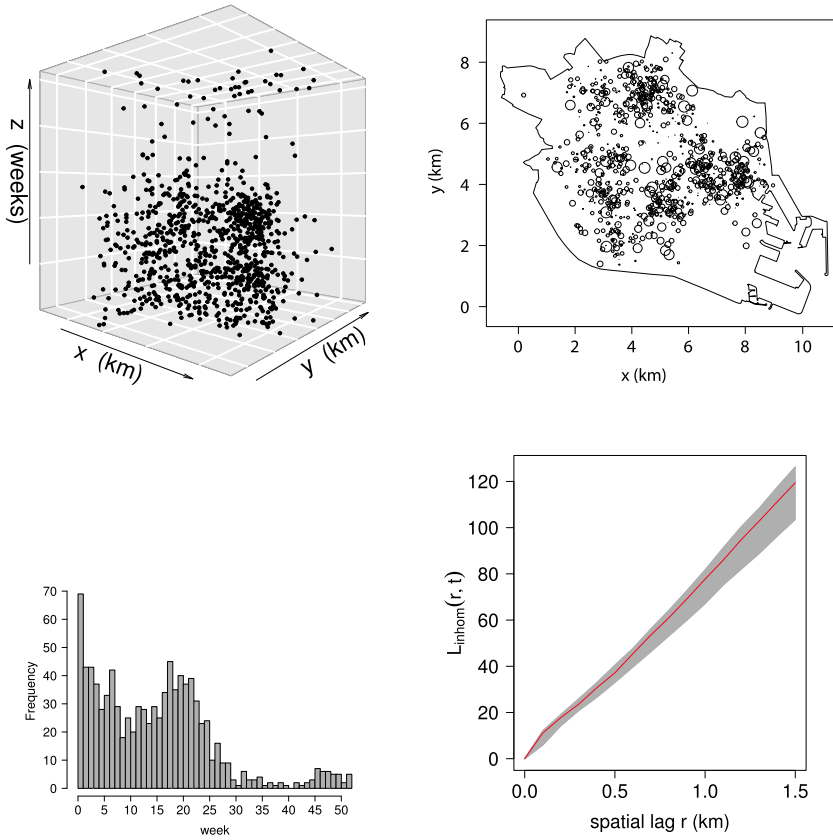 z (weeks)
x (km)
y (km)
8
6
4
2
0
y (km)
0 2 4 6 8 10
x (km)
70
60
50
40
30
20
10
0
Frequency
0 5 10 15 20 25 30 35 40 45 50
week
120
100
80
60
40
20
0
L_inhom(r, t)
0.0 0.5 1.0 1.5
spatial lag r (km)